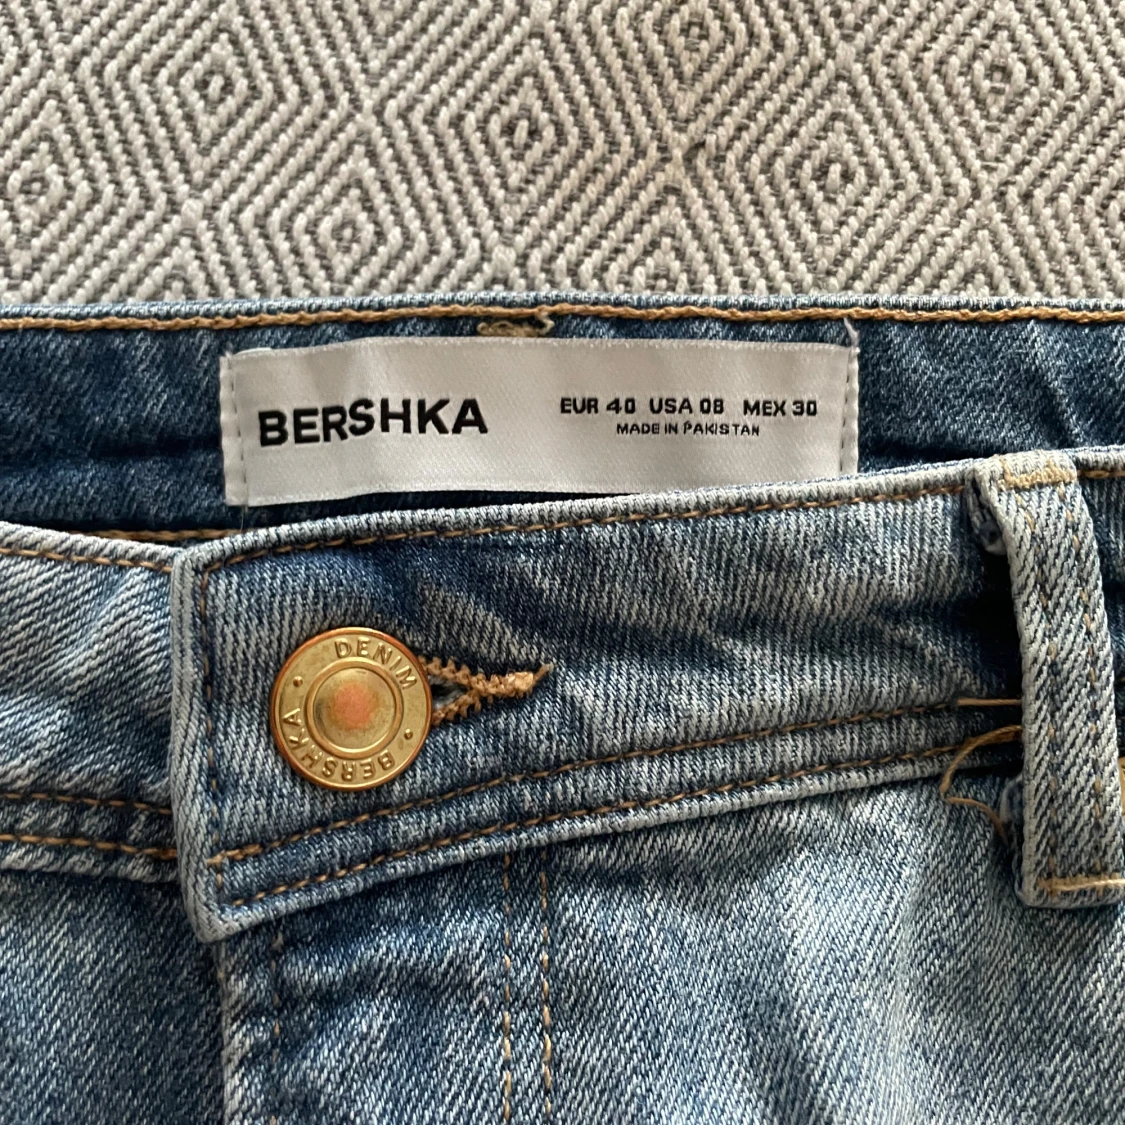 BERSHKA
EUR 40 USA 08 MEX 30
MADE IN PAKISTAN
DENIM
BERSHKA